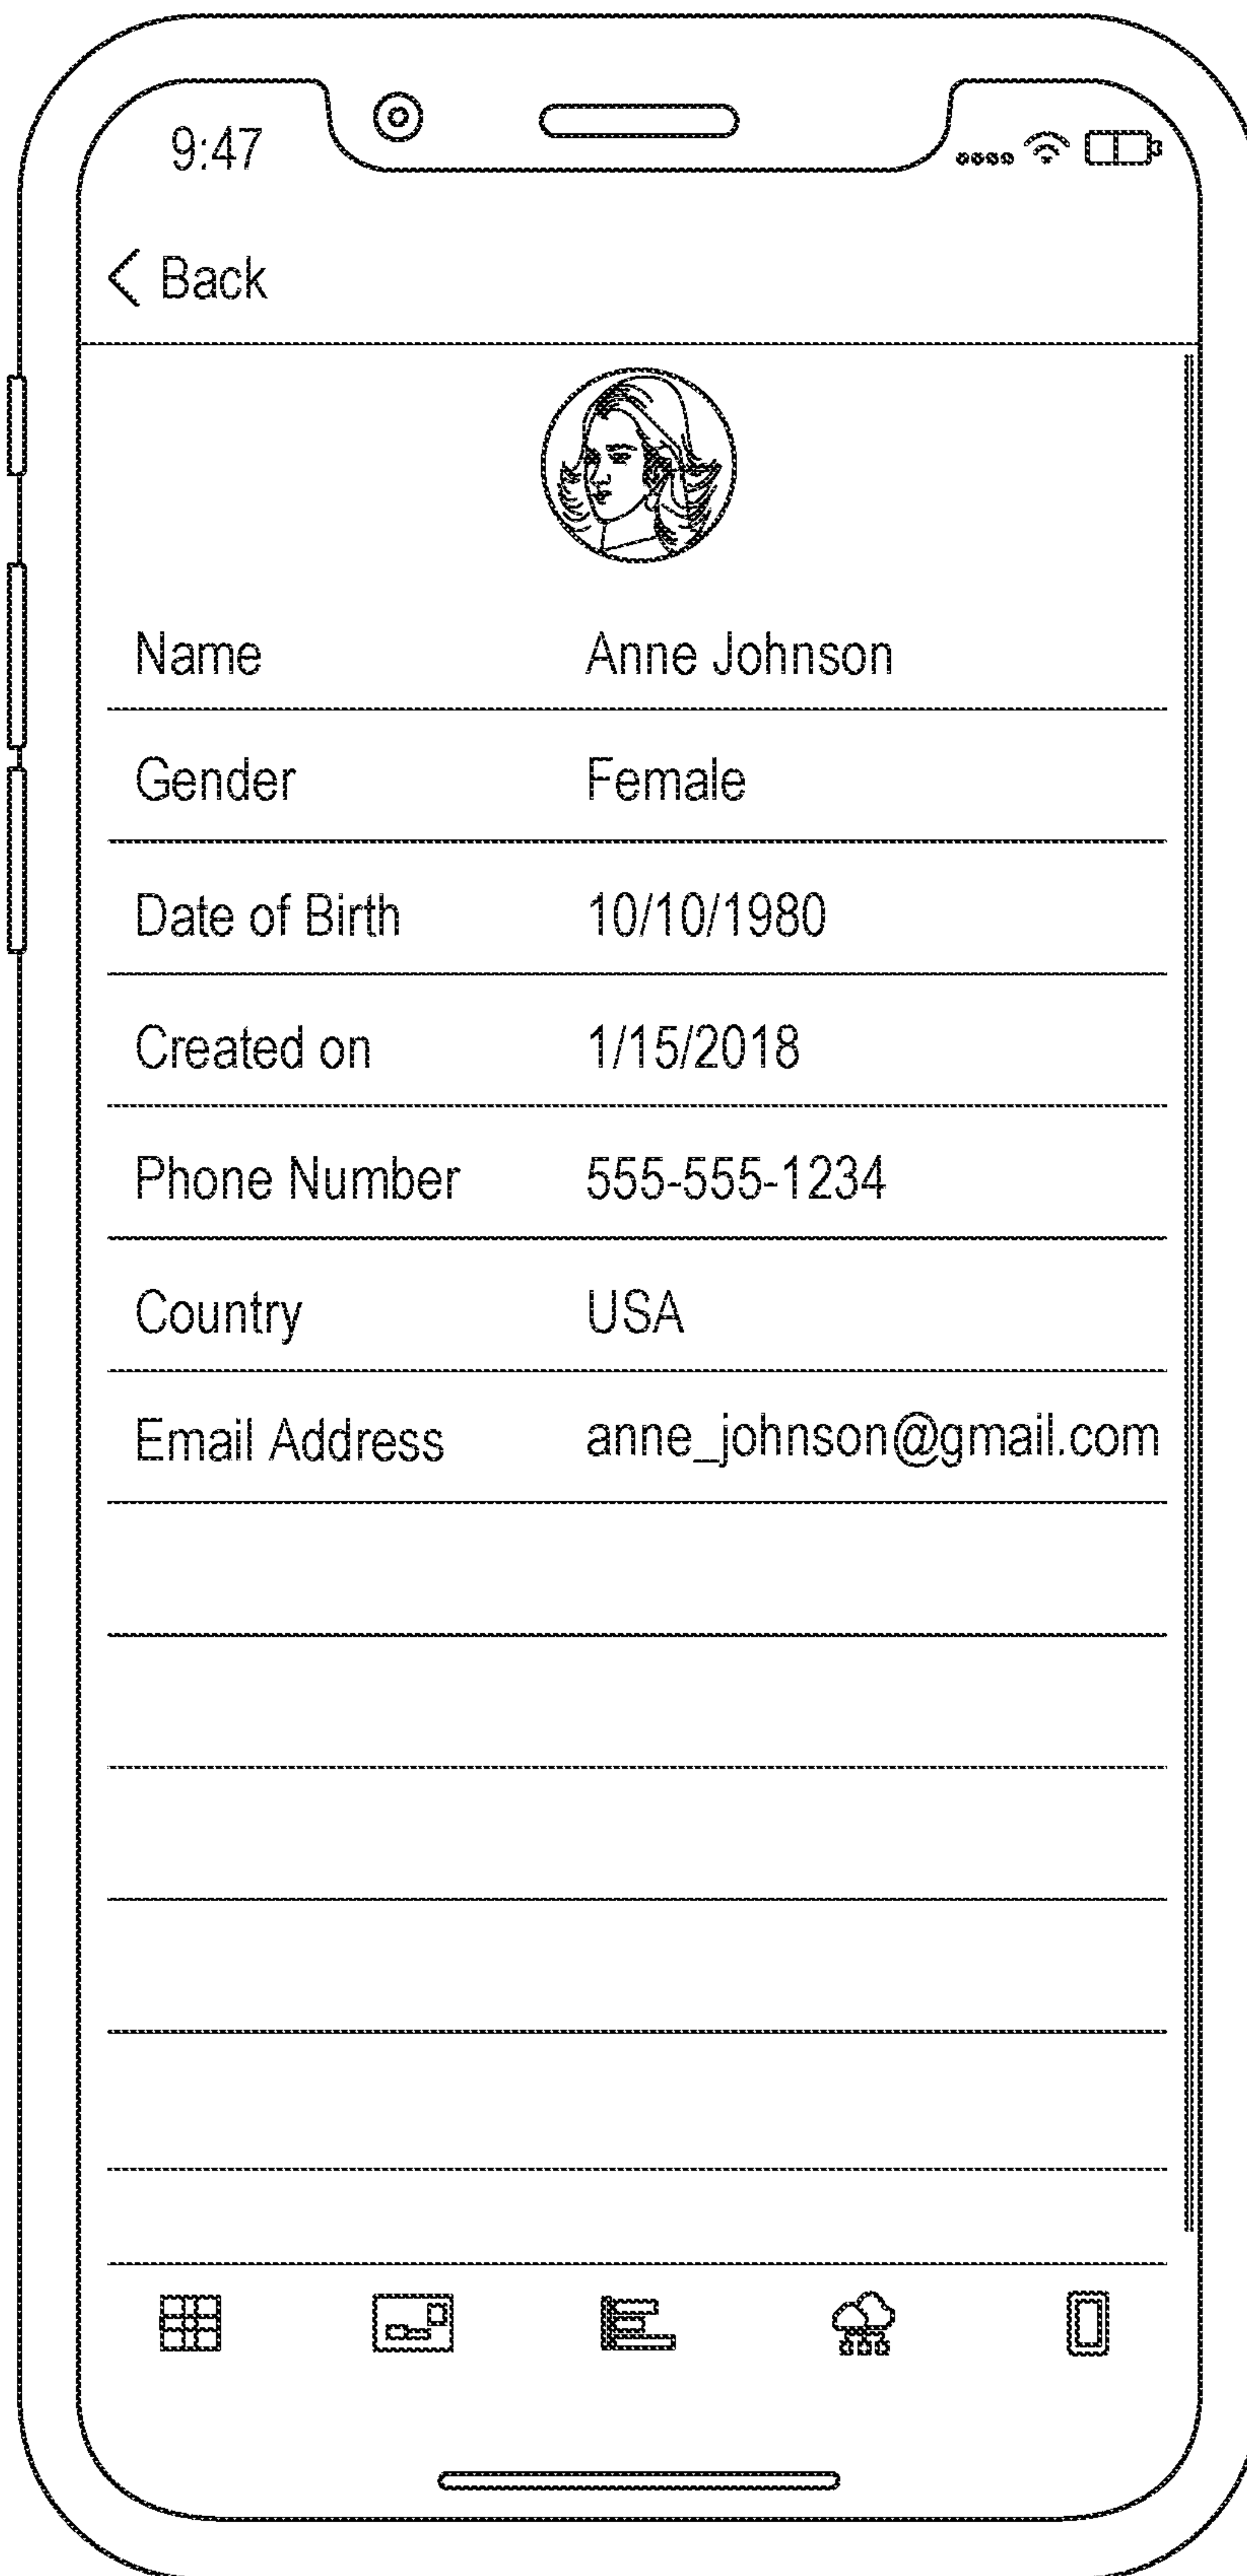 9:47
Back
Name Anne Johnson
Gender Female
Date of Birth 10/10/1980
Created on 1/15/2018
Phone Number 555-555-1234
Country USA
Email Address anne_johnson@gmail.com